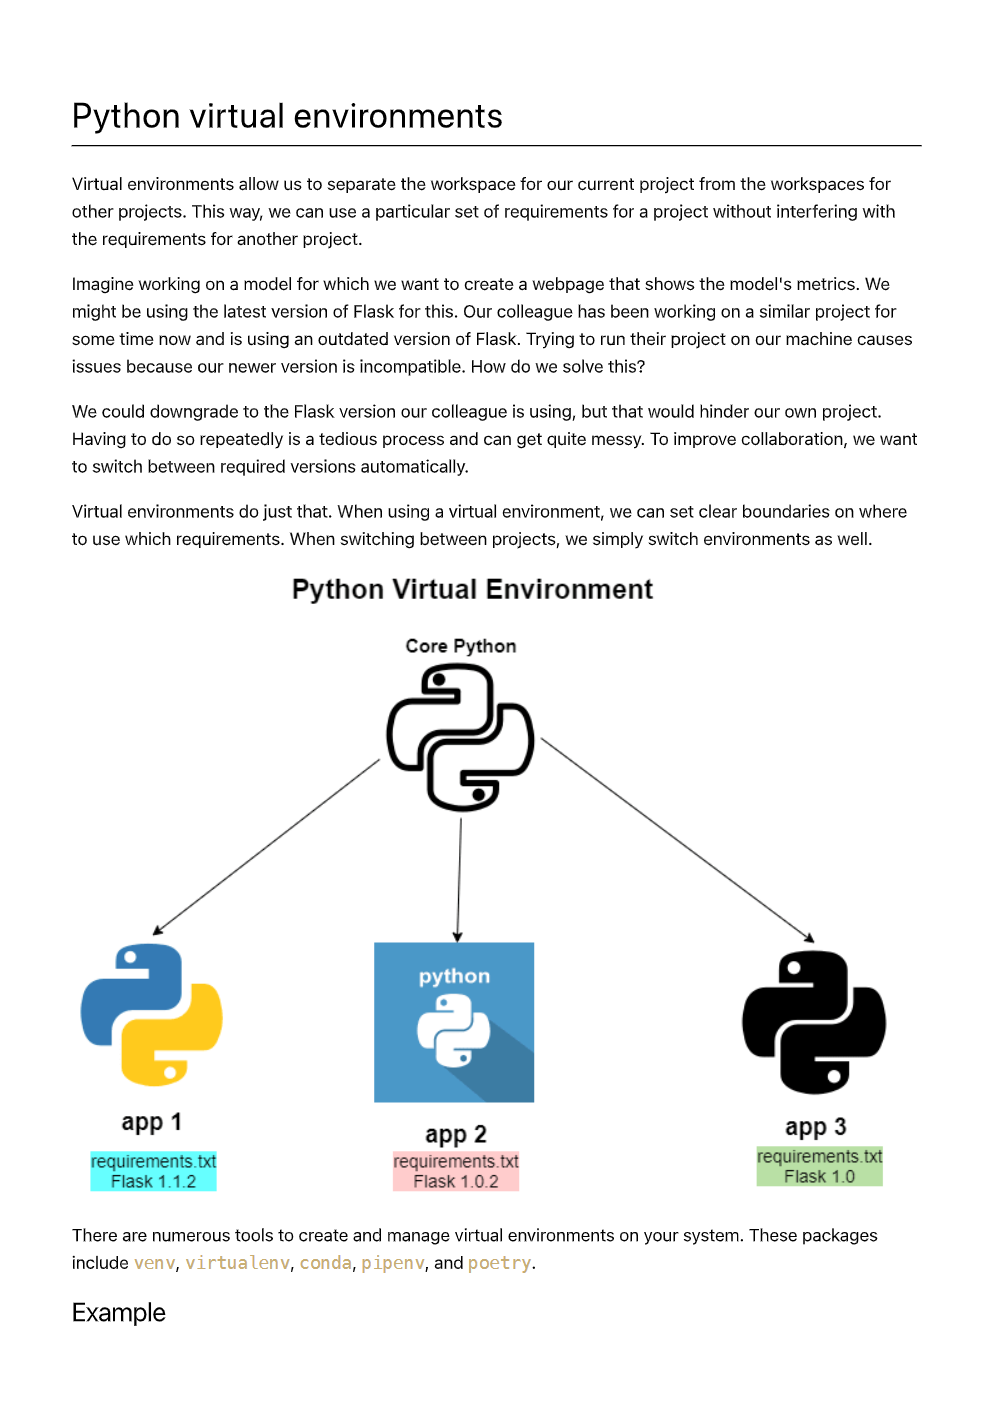 Python virtual environments
Virtual environments allow us to separate the workspace for our current project from the workspaces for
other projects. This way, we can use a particular set of requirements for a project without interfering with
the requirements for another project.
Imagine working on a model for which we want to create a webpage that shows the model's metrics. We
might be using the latest version of Flask for this. Our colleague has been working on a similar project for
some time now and is using an outdated version of Flask. Trying to run their project on our machine causes
issues because our newer version is incompatible. How do we solve this?
We could downgrade to the Flask version our colleague is using, but that would hinder our own project.
Having to do so repeatedly is a tedious process and can get quite messy. To improve collaboration, we want
to switch between required versions automatically.
Virtual environments do just that. When using a virtual environment, we can set clear boundaries on where
to use which requirements. When switching between projects, we simply switch environments as well.
Python Virtual Environment
Core Python
python
app 1
requirements.txt
Flask 1.1.2
app 2
requirements.txt
Flask 1.0.2
app 3
requirements.txt
Flask 1.0
There are numerous tools to create and manage virtual environments on your system. These packages
include venv, virtualenv, conda, pipenv, and poetry.
Example